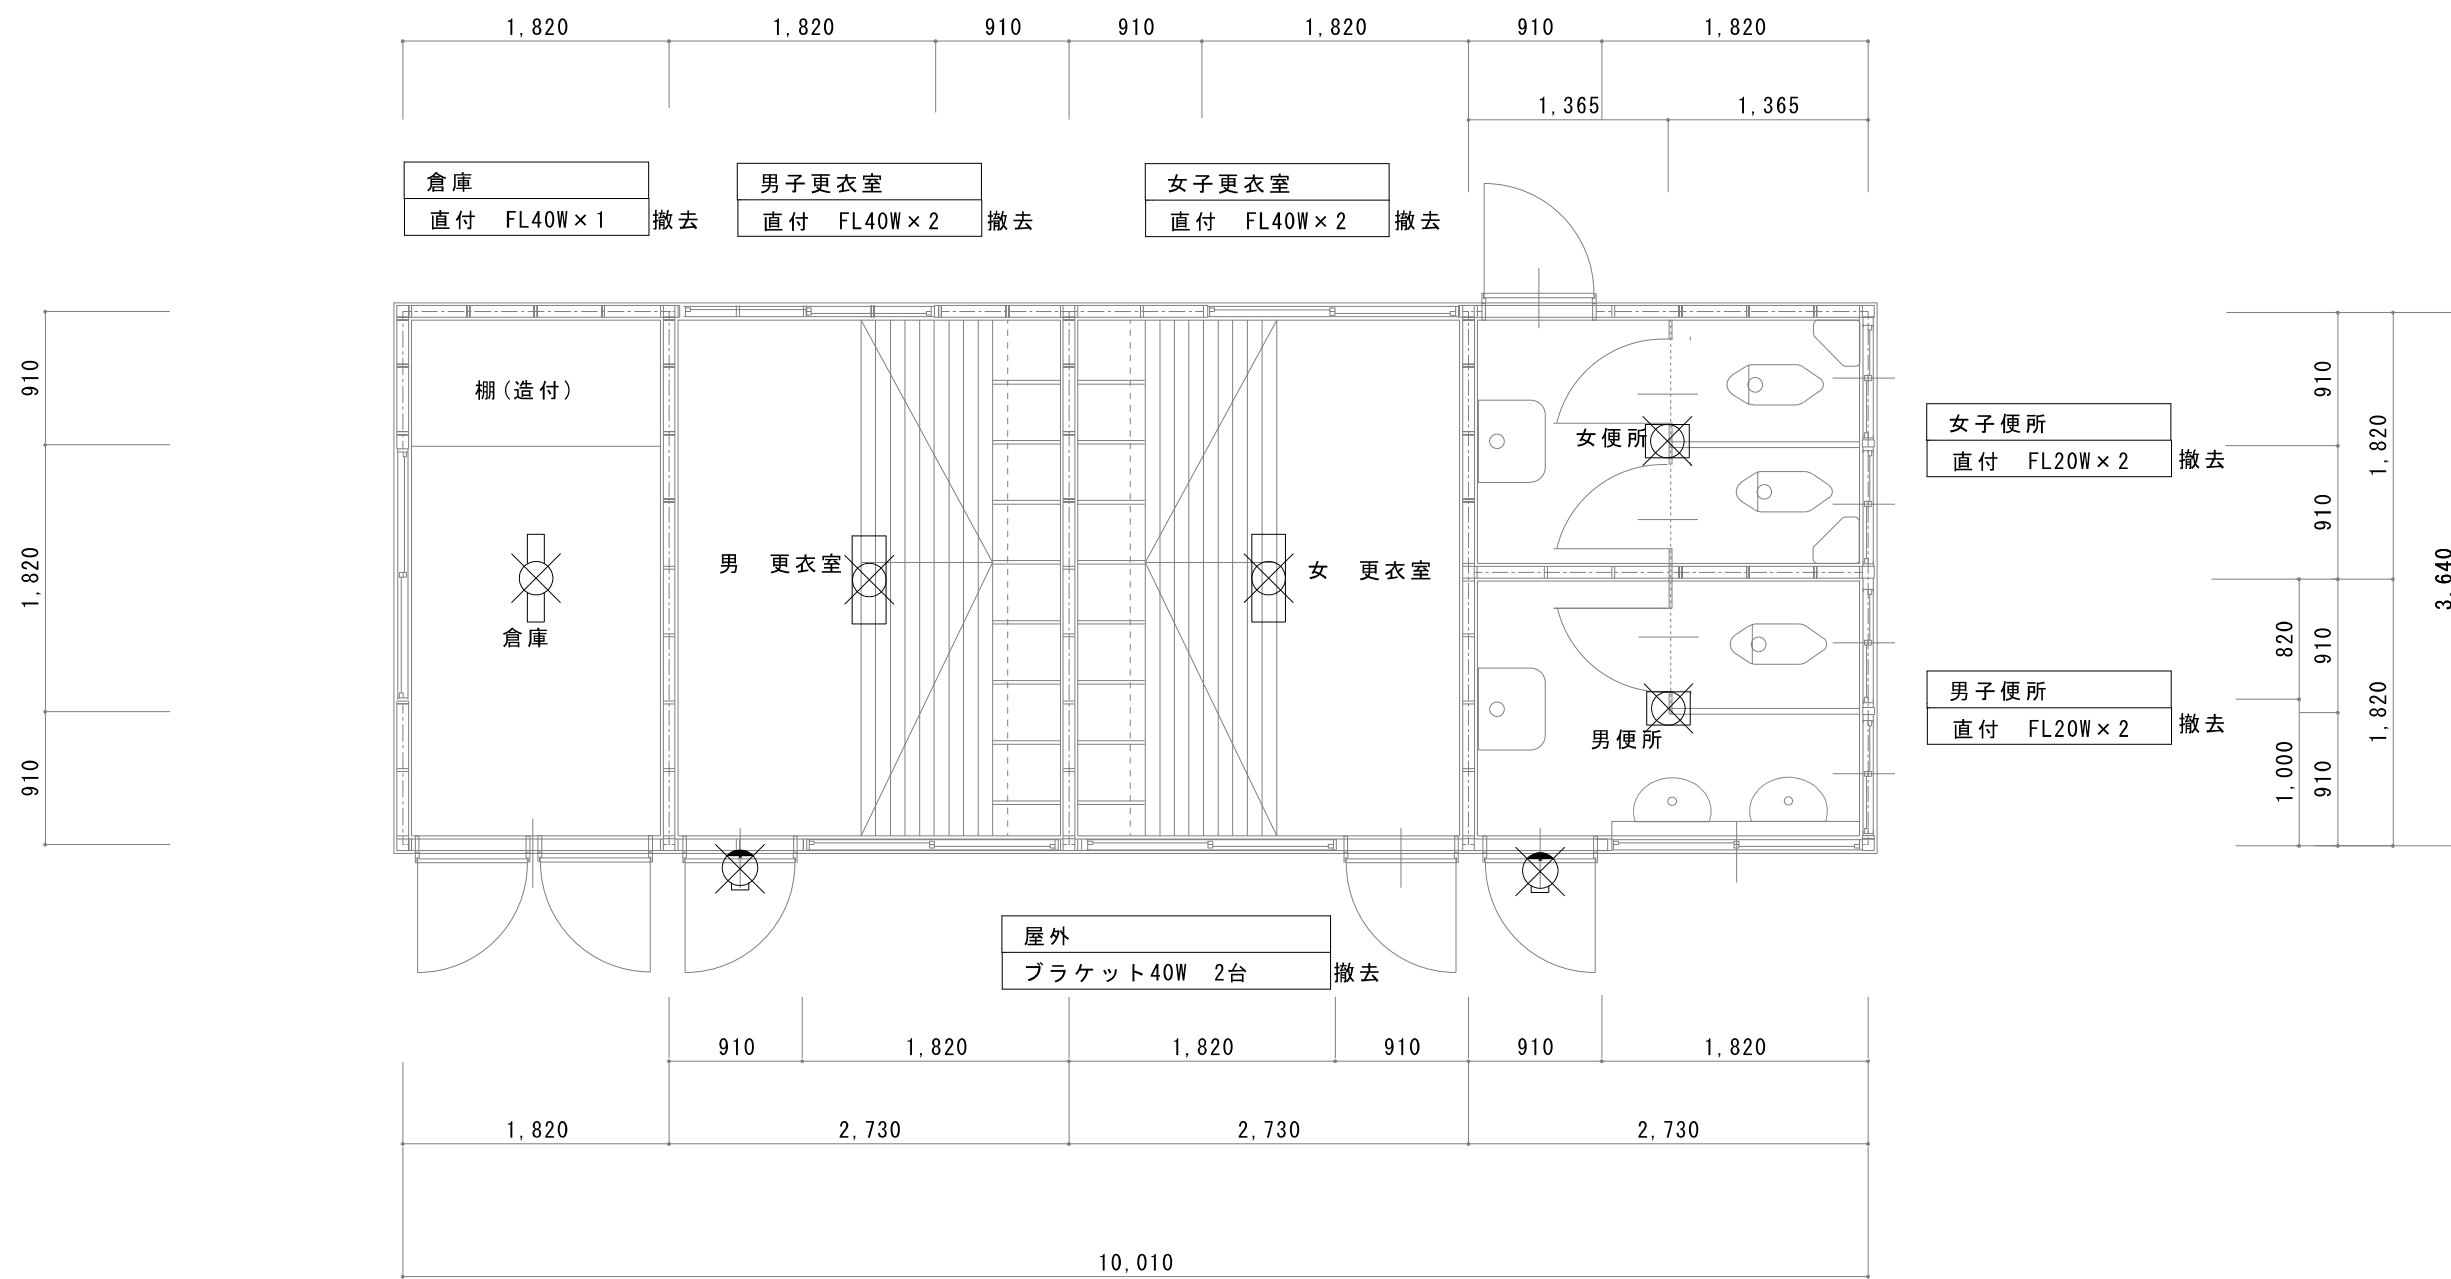 1,820
1,820
910
910
1,820
910
1,820
1,365
1,365
倉庫
直付 FL40W×1
撤去
男子更衣室
直付 FL40W×2
撤去
女子更衣室
直付 FL40W×2
撤去
910
1,820
910
棚(造付)
倉庫
男 更衣室
女 更衣室
女便所
男便所
女子便所
直付 FL20W×2
撤去
男子便所
直付 FL20W×2
撤去
910
910
910
910
820
1,000
1,820
1,820
3,640
屋外
ブラケット40W 2台
撤去
910
1,820
1,820
910
910
1,820
1,820
2,730
2,730
2,730
10,010